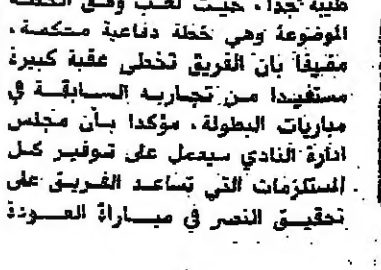 طيبة جدا، حيث لعب وفق الخطة
الموضوعة وهي خطة دفاعية محكمة،
مضيفا بان الفريق تخطى عقبة كبيرة
مستفيدا من تجاربه السابقة في
مباريات البطولة، مؤكدا بأن مجلس
ادارة النادي سيعمل على توفير كل
المستلزمات التي تساعد الفريق على
تحقيق النصر في مباراة العودة